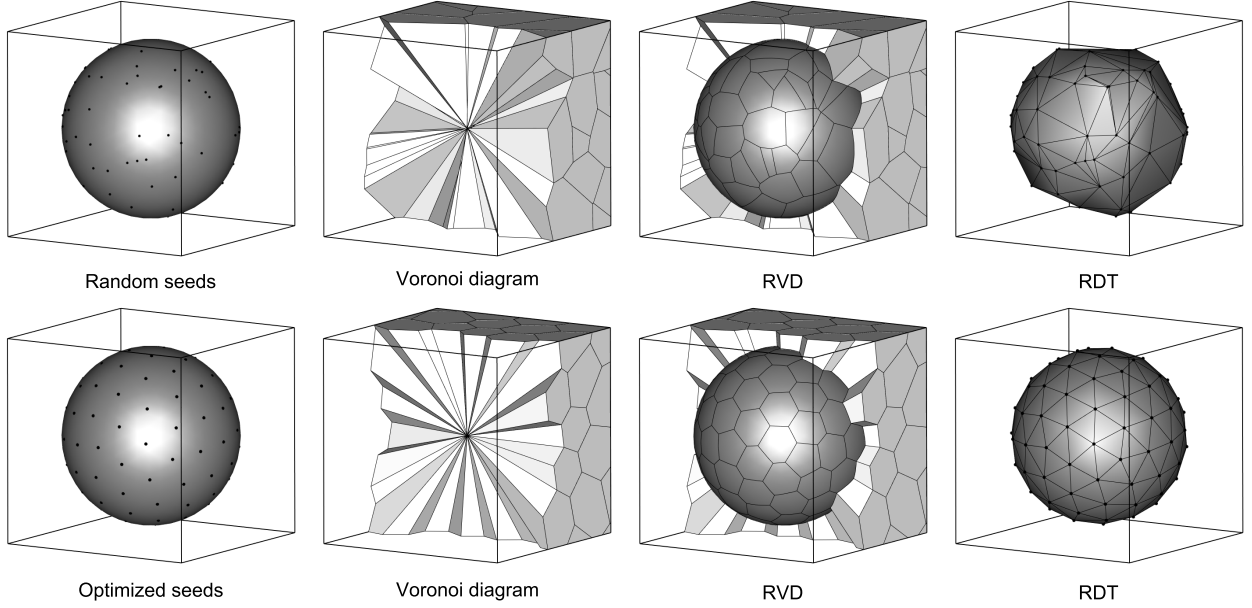 Random seeds
Voronoi diagram
RVD
RDT
Optimized seeds
Voronoi diagram
RVD
RDT